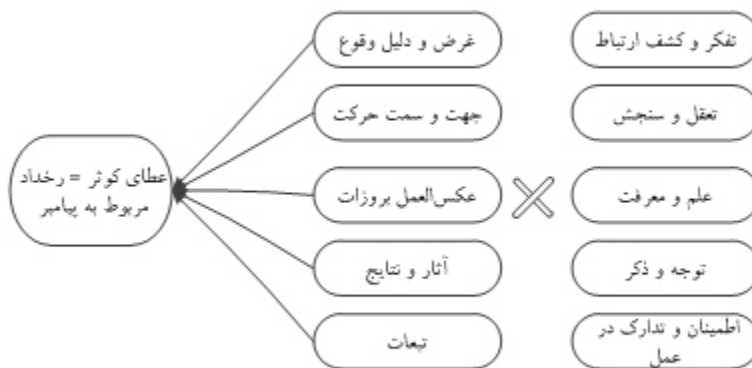 غرض و دلیل وقوع
تفکر و کشف ارتباط
جهت و سمت حرکت
تعقل و سنجش
عطای کوثر = رخداد
مربوط به پیامبر
عکس‌العمل بروزات
علم و معرفت
آثار و نتایج
توجه و ذکر
تبعات
اطمینان و تدارک در
عمل